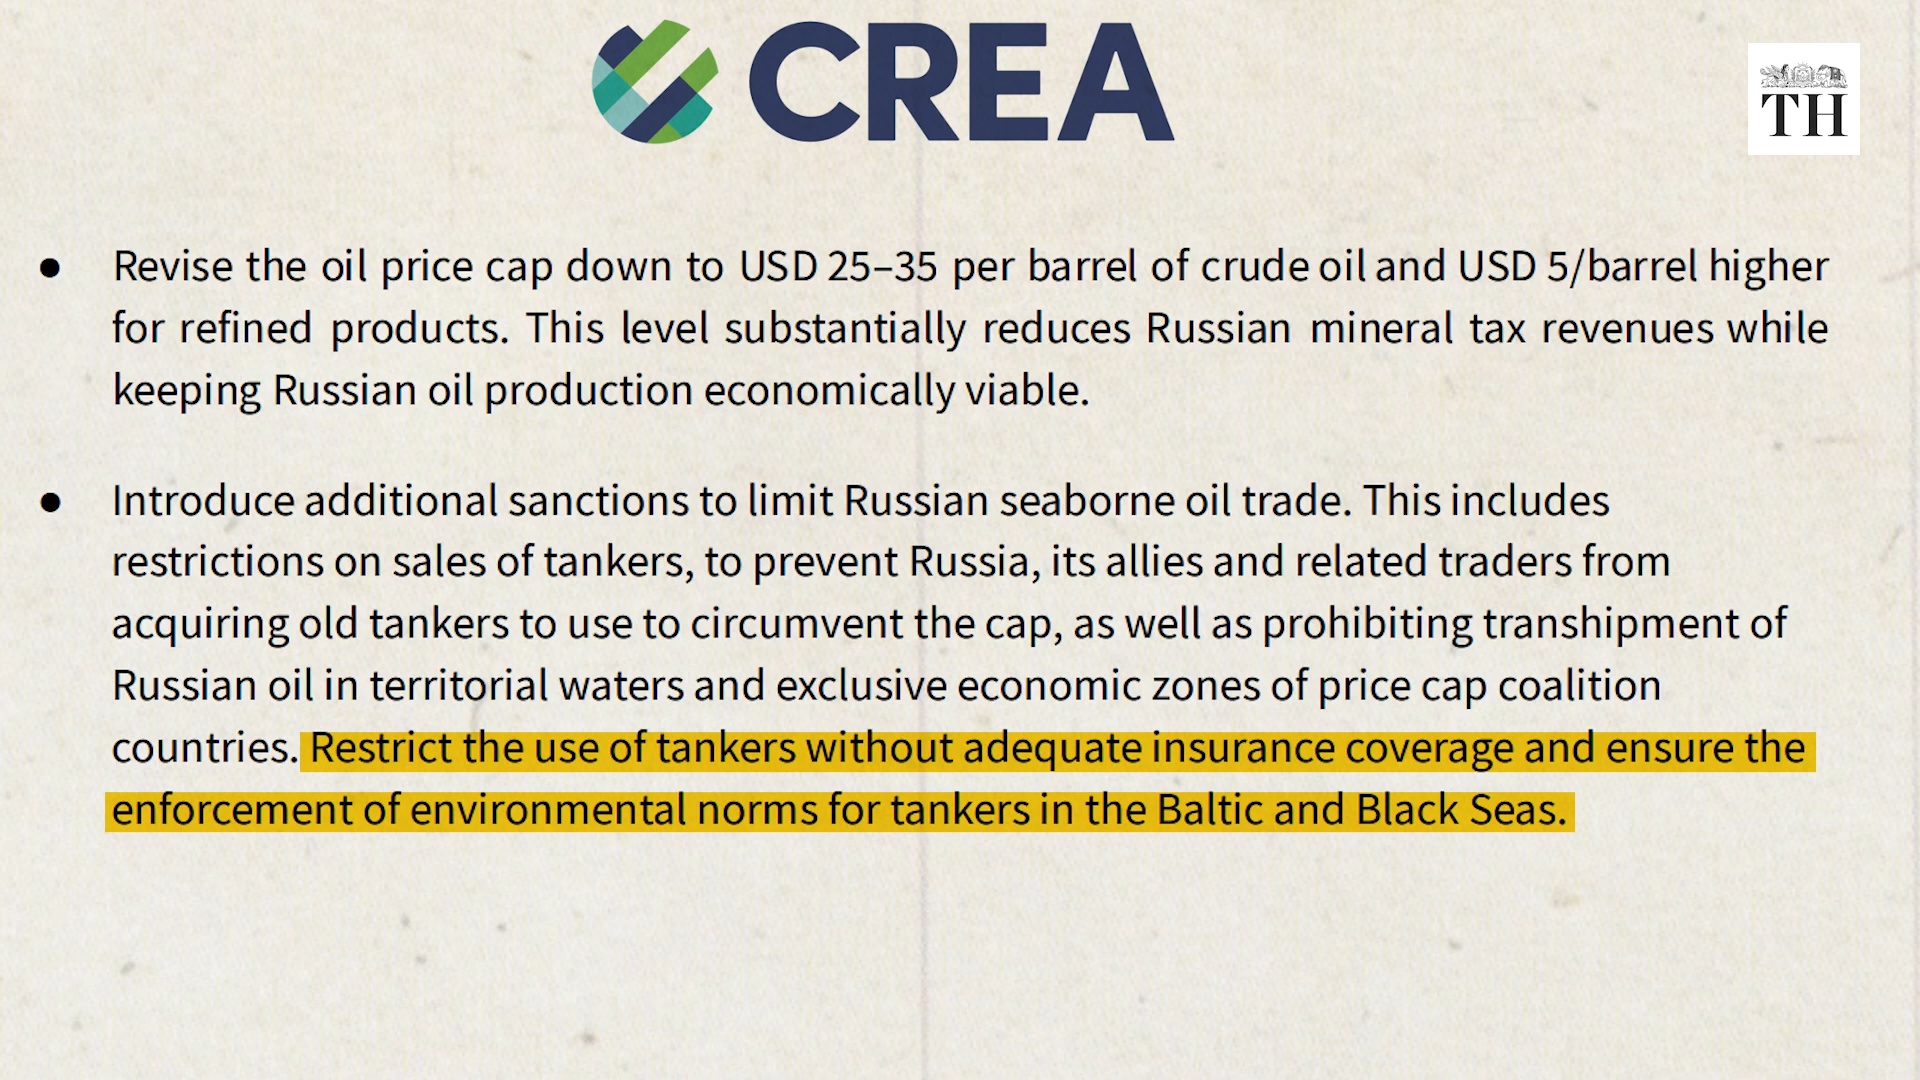 CREA
TH
● Revise the oil price cap down to USD 25–35 per barrel of crude oil and USD 5/barrel higher
for refined products. This level substantially reduces Russian mineral tax revenues while
keeping Russian oil production economically viable.
● Introduce additional sanctions to limit Russian seaborne oil trade. This includes
restrictions on sales of tankers, to prevent Russia, its allies and related traders from
acquiring old tankers to use to circumvent the cap, as well as prohibiting transhipment of
Russian oil in territorial waters and exclusive economic zones of price cap coalition
countries. Restrict the use of tankers without adequate insurance coverage and ensure the
enforcement of environmental norms for tankers in the Baltic and Black Seas.